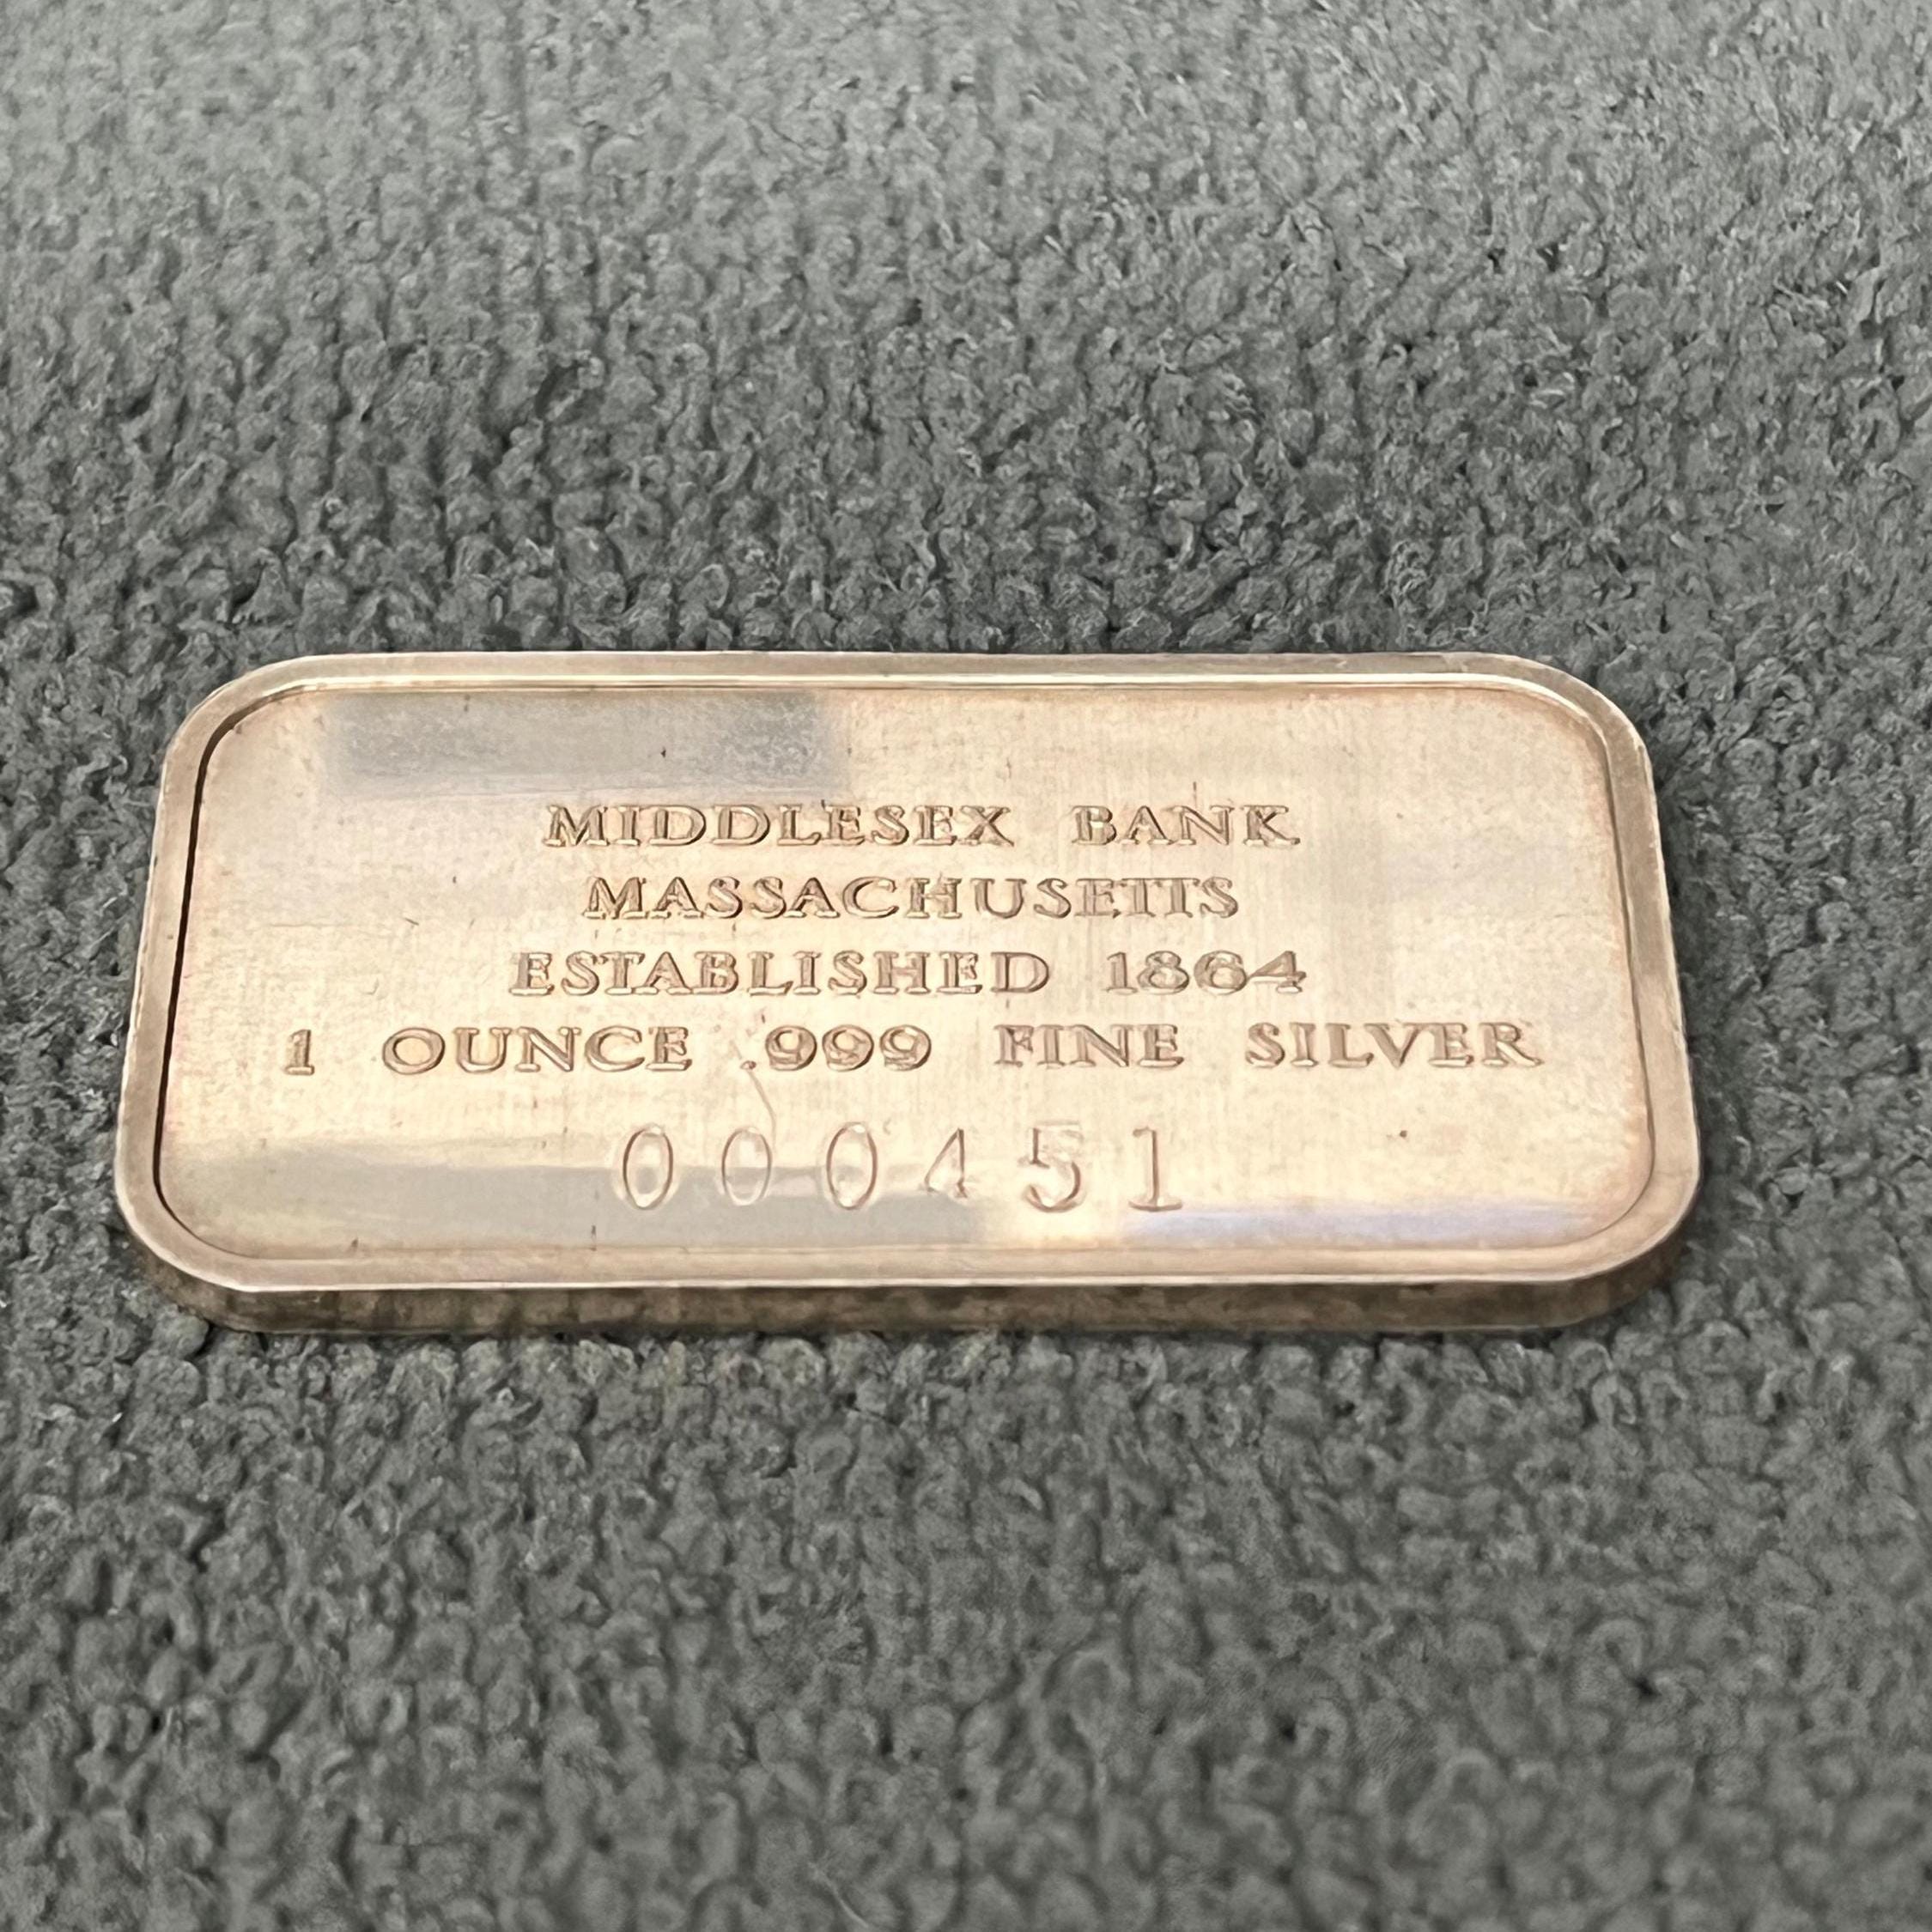 MIDDLESEX BANK
MASSACHUSETTS
ESTABLISHED 1864
1 OUNCE .999 FINE SILVER
000451